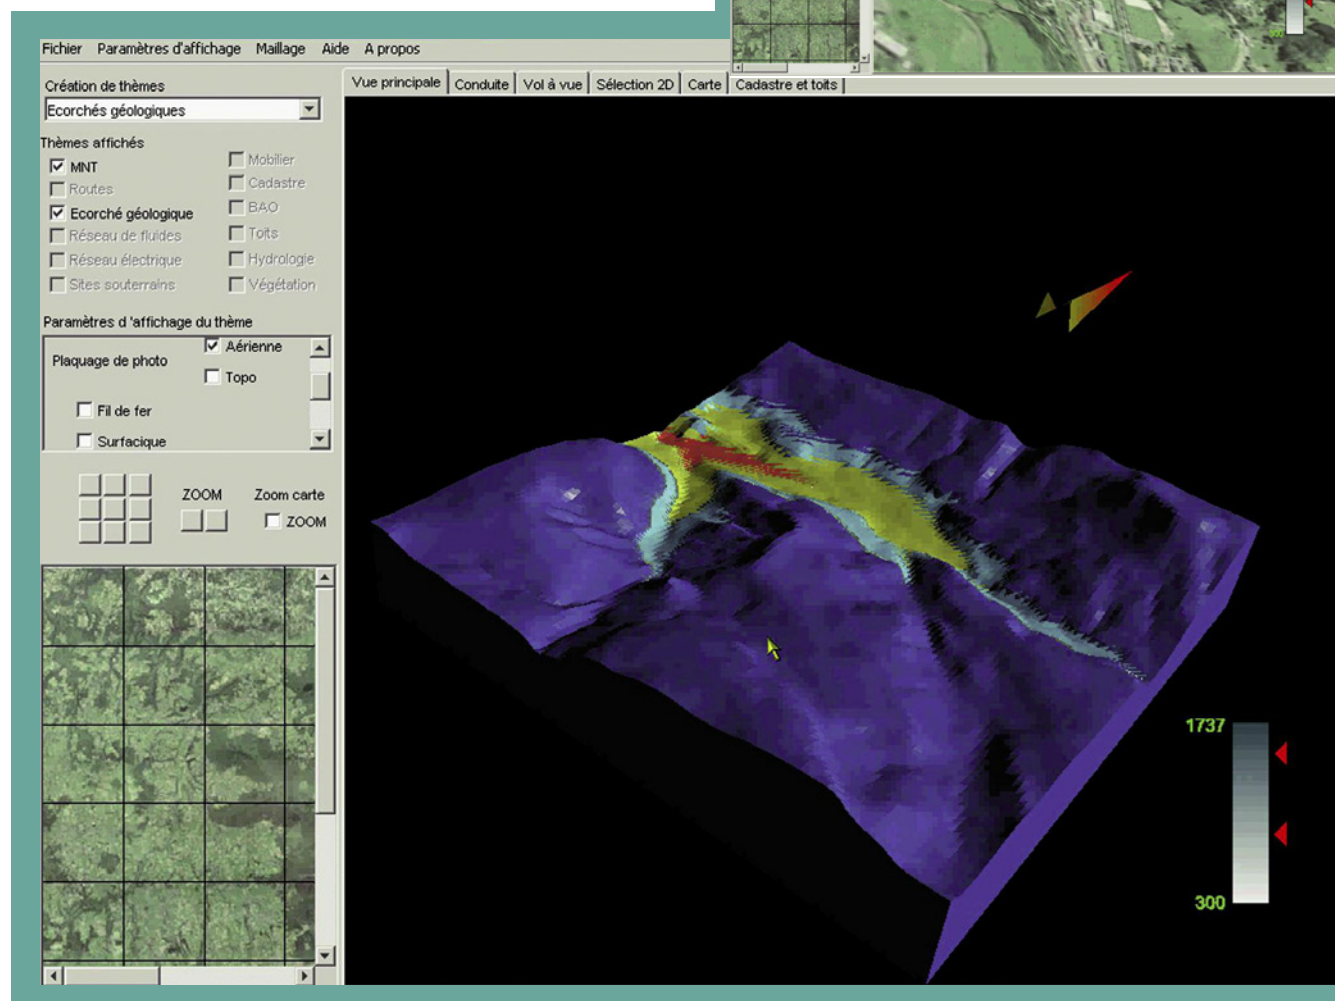 Fichier Paramètres d'affichage Maillage Aide A propos
Vue principale Conduite Vol à vue Sélection 2D Carte Cadastre et toits
Création de thèmes
Ecorchés géologiques
Thèmes affichés
MNT
Routes
Ecorché géologique
Réseau de fluides
Réseau électrique
Sites souterrains
Mobilier
Cadastre
BAO
Toits
Hydrologie
Végétation
Paramètres d 'affichage du thème
Plaquage de photo
Aérienne
Topo
Fil de fer
Surfacique
ZOOM
Zoom carte
ZOOM
1737
300